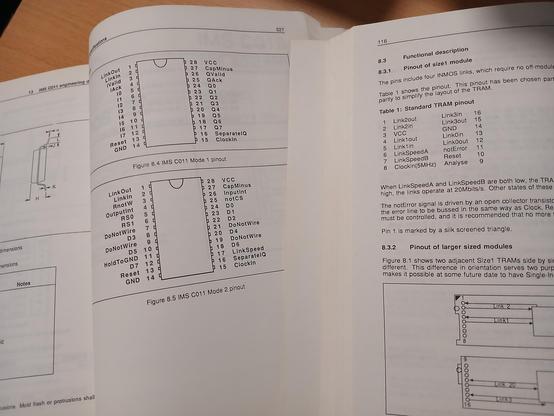 13 IMS C011 engineering
dimensions
Notes
527
LinkOut 1 28 VCC
LinkIn 2 27 CapMinus
IValid 3 26 QValid
IAck 4 25 QAck
I0 5 24 Q0
I1 6 23 Q1
I2 7 22 Q2
I3 8 21 Q3
I4 9 20 Q4
I5 10 19 Q5
I6 11 18 Q6
I7 12 17 Q7
Reset 13 16 SeparateIQ
GND 14 15 ClockIn
Figure 8.4 IMS C011 Mode 1 pinout
LinkOut 1 28 VCC
LinkIn 2 27 CapMinus
RnotW 3 26 InputInt
OutputInt 4 25 notCS
RS0 5 24 D0
RS1 6 23 D1
DoNotWire 7 22 D2
D3 8 21 D4
DoNotWire 9 20 DoNotWire
D5 10 19 D6
HoldToGND 11 18 DoNotWire
D7 12 17 LinkSpeed
Reset 13 16 SeparateIQ
GND 14 15 ClockIn
Figure 8.5 IMS C011 Mode 2 pinout
116
8.3 Functional description
8.3.1 Pinout of size1 module
The pins include four INMOS links, which require no off-module
Table 1 shows the pinout. This pinout has been chosen
partly to simplify the layout of the TRAM.
Table 1: Standard TRAM pinout
1 Link2out Link3in 16
2 Link2in Link3out 15
3 VCC GND 14
4 Link1out Link0in 13
5 Link1in Link0out 12
6 LinkSpeedA notError 11
7 LinkSpeedB Reset 10
8 ClockIn(5MHz) Analyse 9
When LinkSpeedA and LinkSpeedB are both low, the
high, the links operate at 20Mbits/s. Other states of these
The notError signal is driven by an open collector transistor
the error line to be bussed in the same way as Clock,
must be controlled, and it is recommended that no more
Pin 1 is marked by a silk screened triangle.
8.3.2 Pinout of larger sized modules
Figure 8.1 shows two adjacent Size1 TRAMs side by
different. This difference in orientation serves two
makes it possible at some future date to have
1
Link 2
Link1
8
9
Link 20
Link3
16
Mold flash or protrusions shall